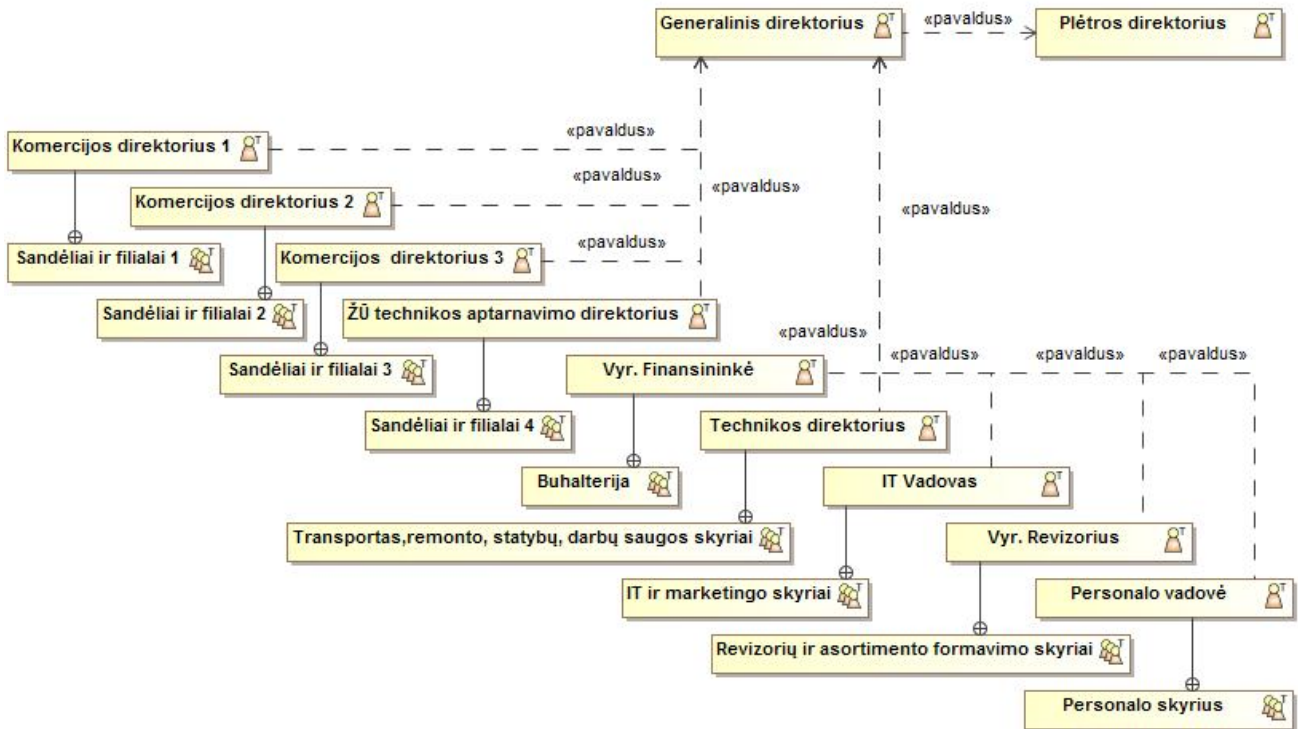 Generalinis direktorius
«pavaldus»
Plėtros direktorius
Komercijos direktorius 1
«pavaldus»
«pavaldus»
Komercijos direktorius 2
«pavaldus»
«pavaldus»
Sandėliai ir filialai 1
Komercijos  direktorius 3
«pavaldus»
Sandėliai ir filialai 2
ŽŪ technikos aptarnavimo direktorius
«pavaldus»
«pavaldus»
«pavaldus»
«pavaldus»
Sandėliai ir filialai 3
Vyr. Finansininkė
Sandėliai ir filialai 4
Technikos direktorius
Buhalterija
IT Vadovas
Transportas,remonto, statybų, darbų saugos skyriai
Vyr. Revizorius
IT ir marketingo skyriai
Personalo vadovė
Revizorių ir asortimento formavimo skyriai
Personalo skyrius